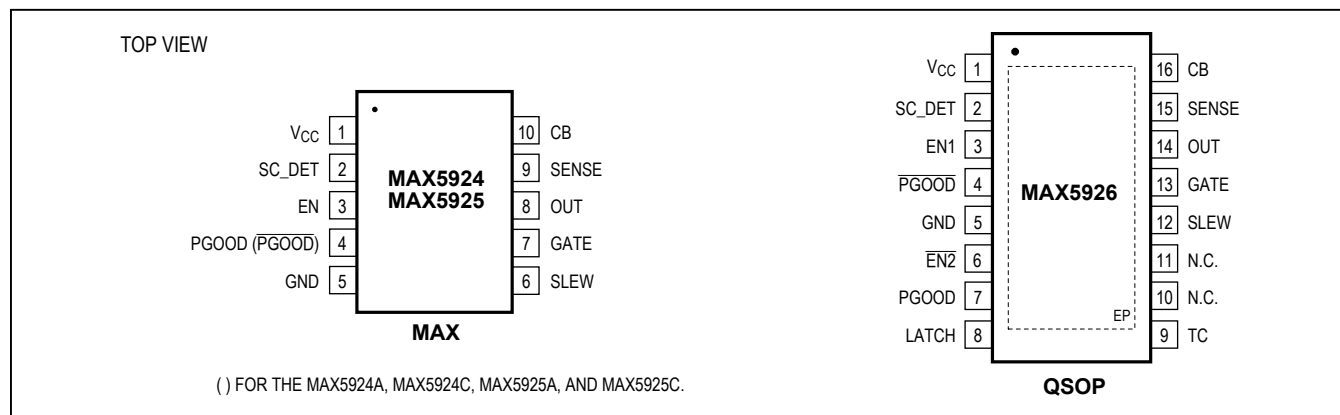 TOP VIEW
VCC 1
SC_DET 2
EN 3
PGOOD (PGOOD) 4
GND 5
MAX5924
MAX5925
10 CB
9 SENSE
8 OUT
7 GATE
6 SLEW
MAX
( ) FOR THE MAX5924A, MAX5924C, MAX5925A, AND MAX5925C.
VCC 1
SC_DET 2
EN1 3
PGOOD 4
GND 5
EN2 6
PGOOD 7
LATCH 8
MAX5926
EP
16 CB
15 SENSE
14 OUT
13 GATE
12 SLEW
11 N.C.
10 N.C.
9 TC
QSOP